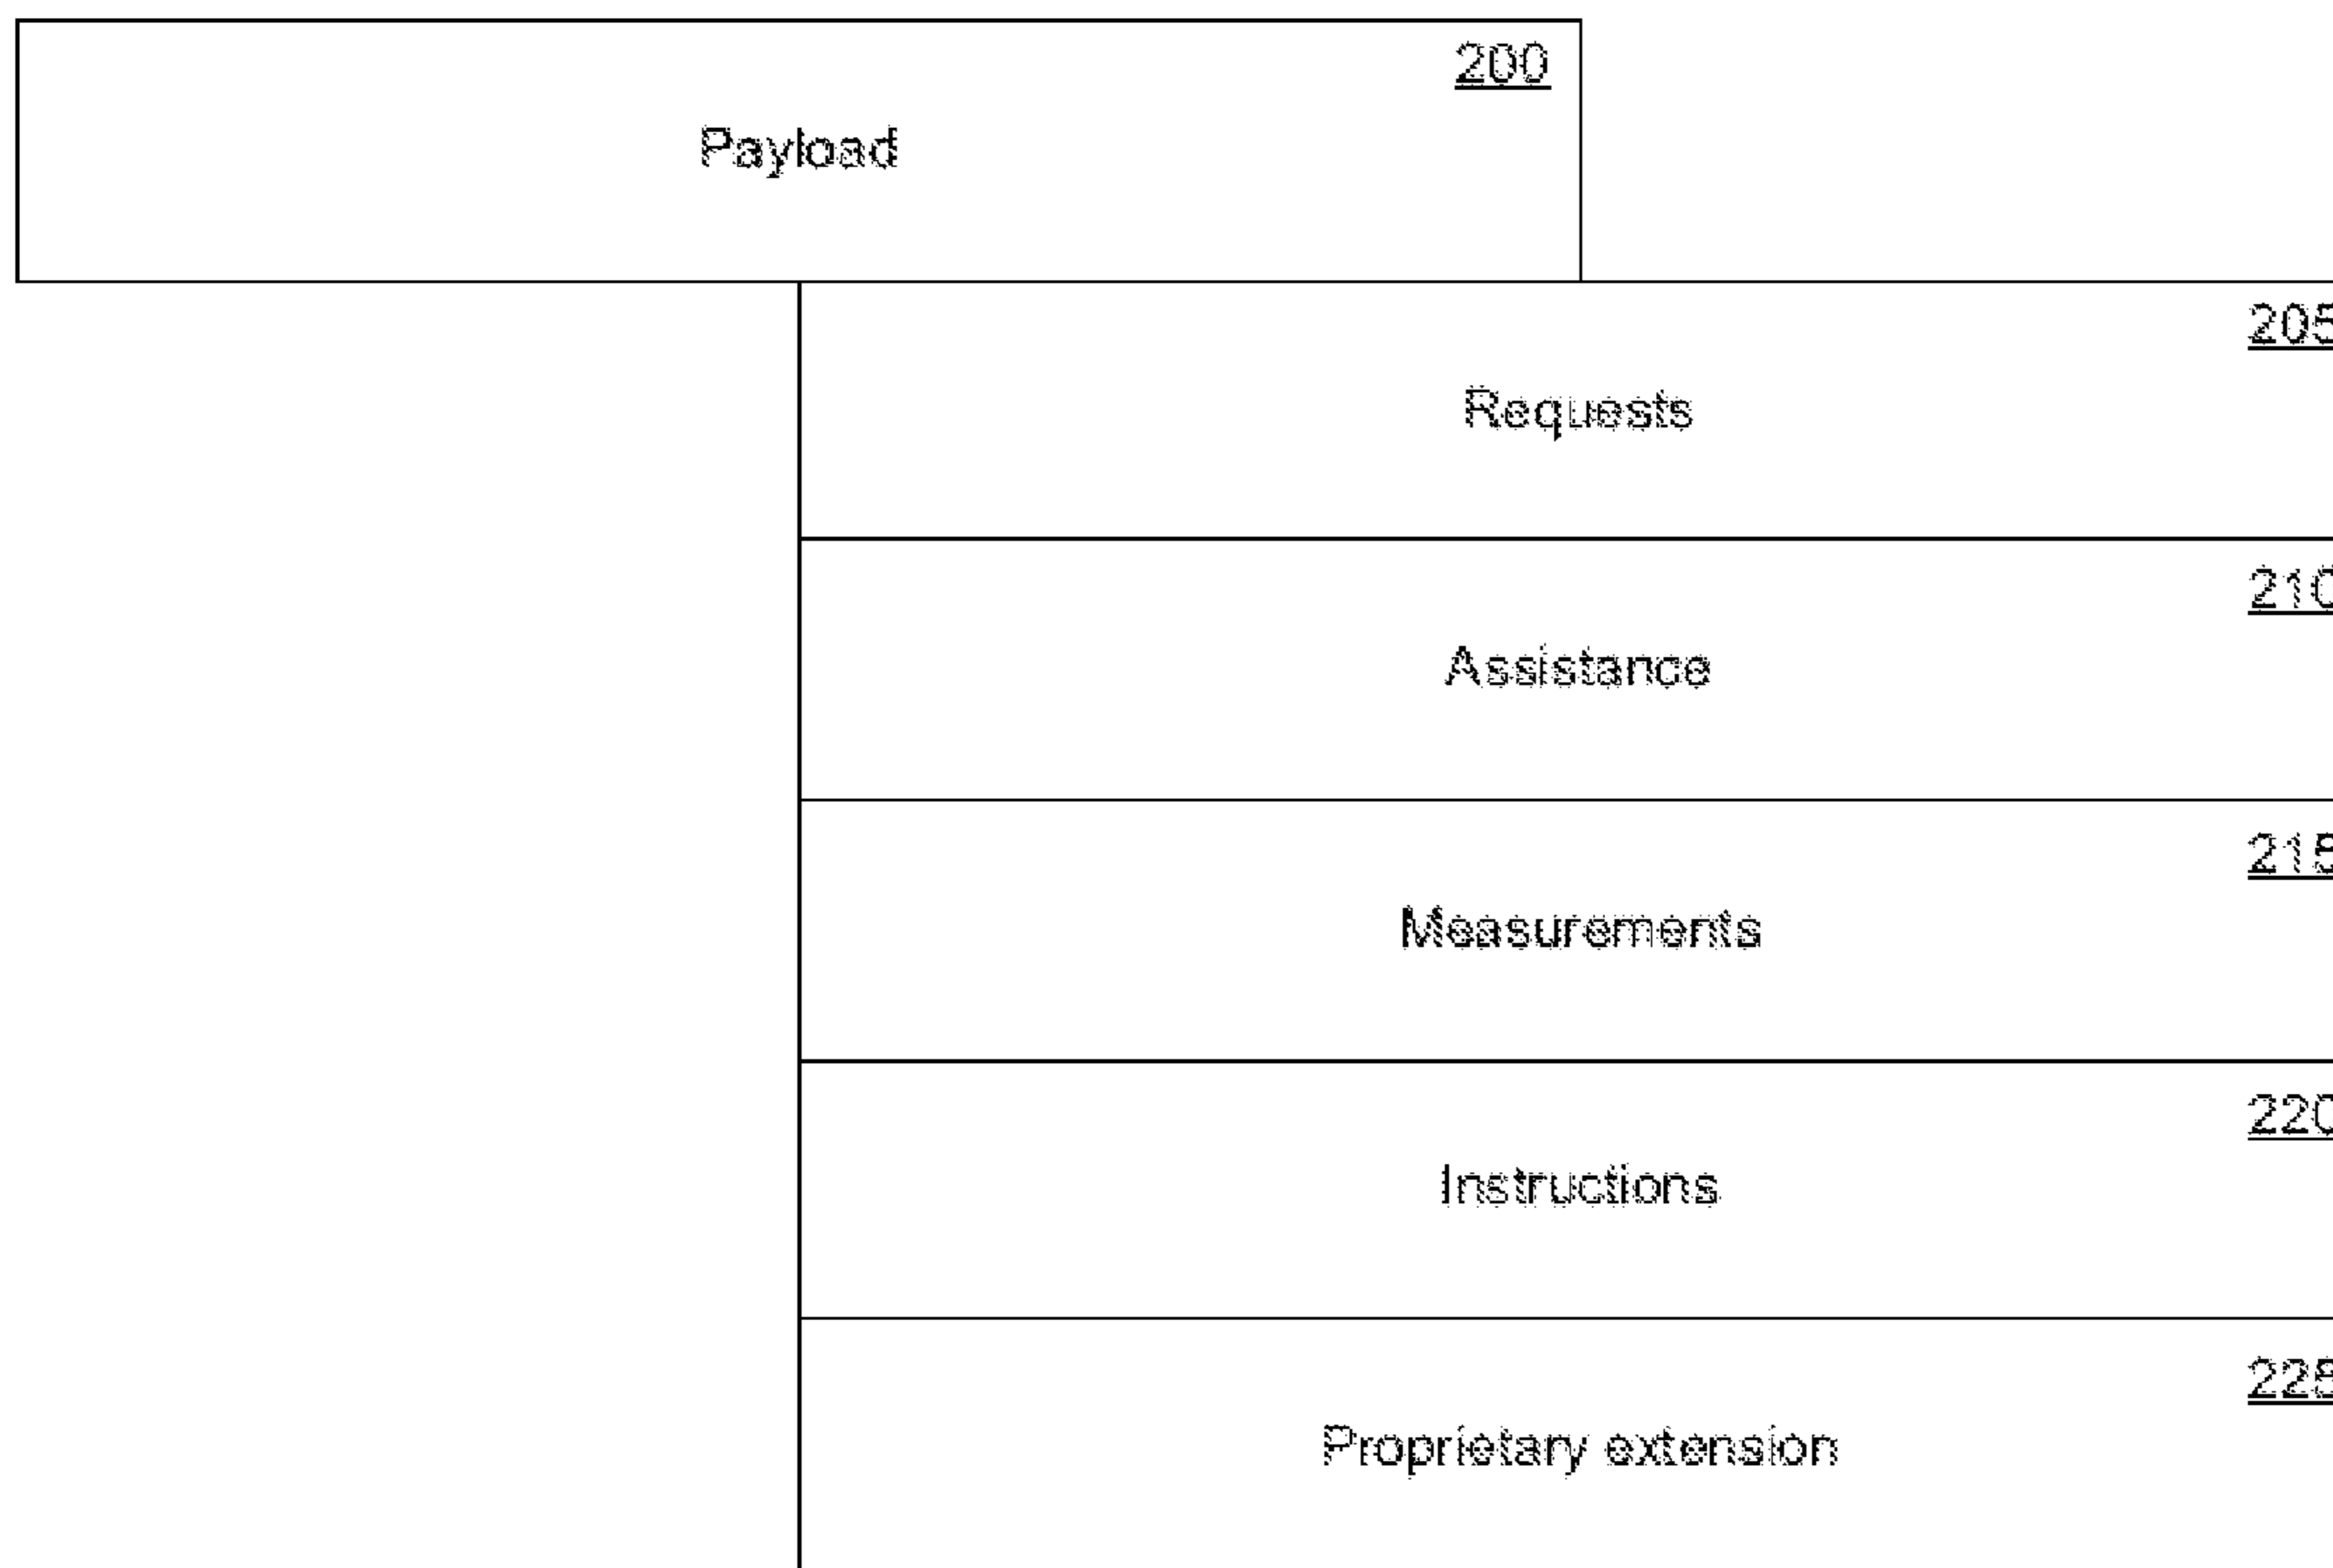 200
Payload
205
Requests
210
Assistance
215
Measurements
220
Instructions
225
Proprietary extension